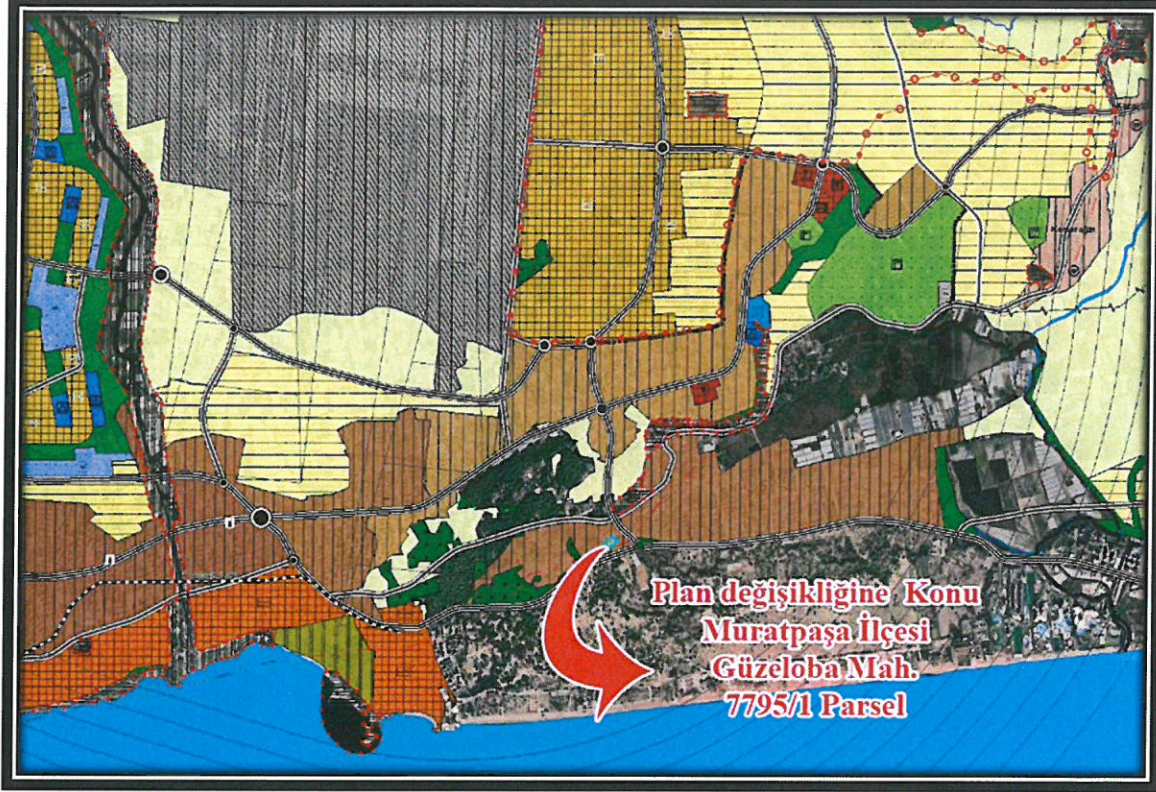 Plan değişikliğine Konu
Muratpaşa İlçesi
Güzeloba Mah.
7795/1 Parsel